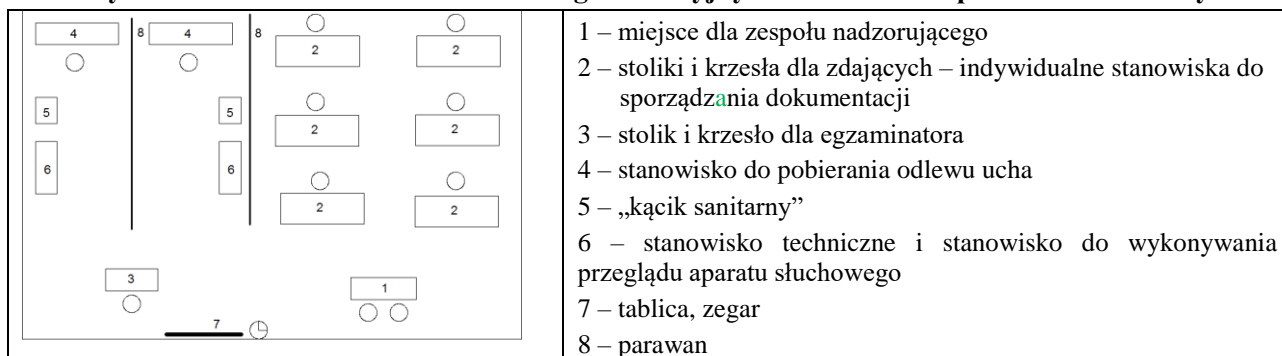 4
8
4
8
2
2
5
5
2
2
6
6
2
2
3
1
7
1 – miejsce dla zespołu nadzorującego
2 – stoliki i krzesła dla zdających – indywidualne stanowiska do
sporządzania dokumentacji
3 – stolik i krzesło dla egzaminatora
4 – stanowisko do pobierania odlewu ucha
5 – „kącik sanitarny”
6 – stanowisko techniczne i stanowisko do wykonywania
przeglądu aparatu słuchowego
7 – tablica, zegar
8 – parawan